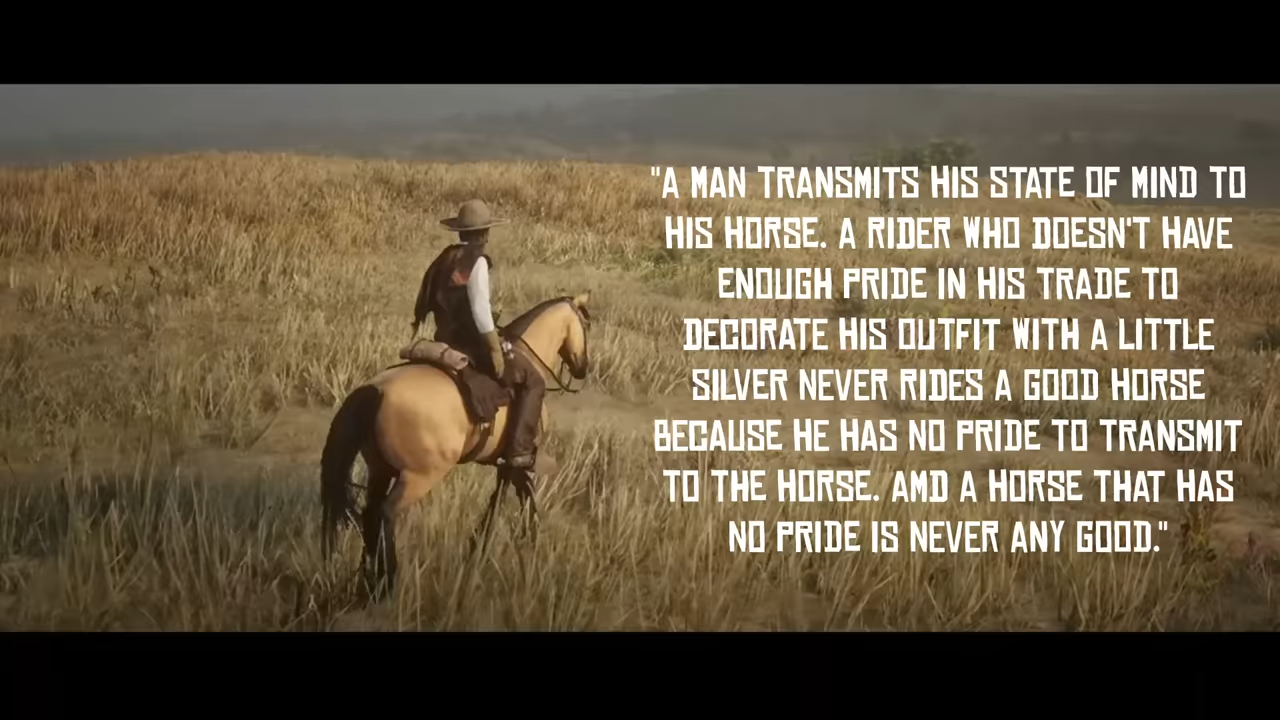 "A MAN TRANSMITS HIS STATE OF MIND TO
HIS HORSE. A RIDER WHO DOESN'T HAVE
ENOUGH PRIDE IN HIS TRADE TO
DECORATE HIS OUTFIT WITH A LITTLE
SILVER NEVER RIDES A GOOD HORSE
BECAUSE HE HAS NO PRIDE TO TRANSMIT
TO THE HORSE. AMD A HORSE THAT HAS
NO PRIDE IS NEVER ANY GOOD."